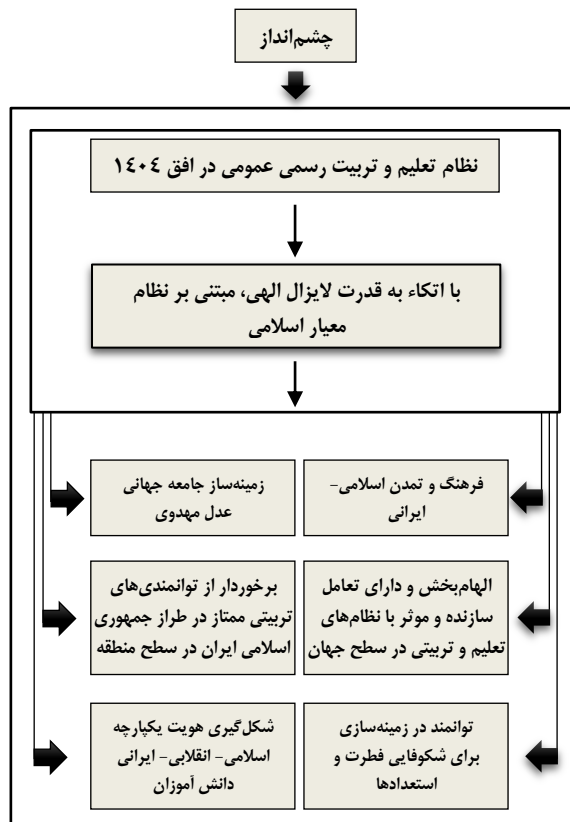 چشم‌انداز
نظام تعلیم و تربیت رسمی عمومی در افق ۱٤۰٤
با اتکاء به قدرت لایزال الهی، مبتنی بر نظام
معیار اسلامی
فرهنگ و تمدن اسلامی-
ایرانی
زمینه‌ساز جامعه جهانی
عدل مهدوی
الهام‌بخش و دارای تعامل
سازنده و موثر با نظام‌های
تعلیم و تربیتی در سطح جهان
برخوردار از توانمندی‌های
تربیتی ممتاز در طراز جمهوری
اسلامی ایران در سطح منطقه
توانمند در زمینه‌سازی
برای شکوفایی فطرت و
استعدادها
شکل‌گیری هویت یکپارچه
اسلامی- انقلابی- ایرانی
دانش آموزان